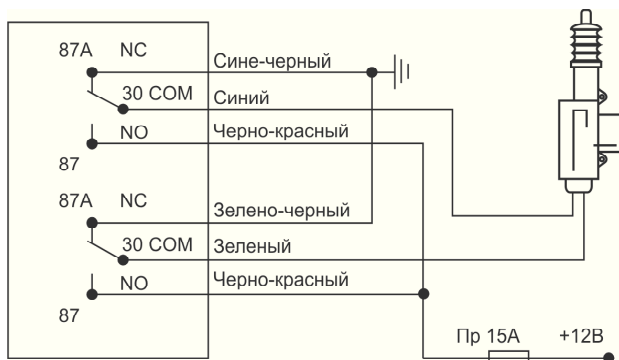 87A NC Сине-черный
30 COM Синий
NO Черно-красный
87
87A NC Зелено-черный
30 COM Зеленый
NO Черно-красный
87
Пр 15А +12В